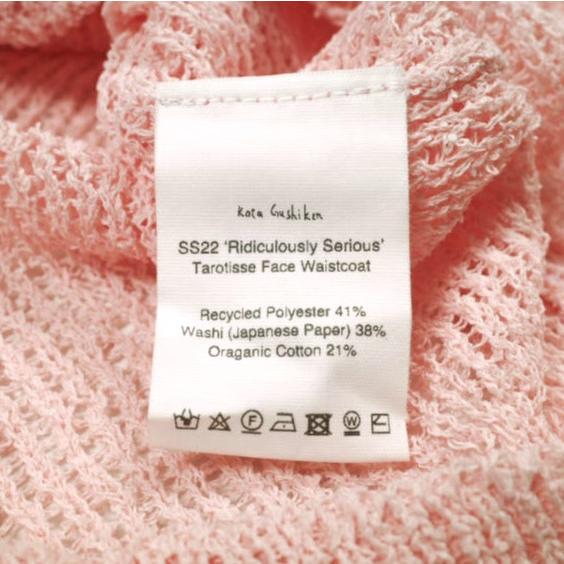 Kota Gushiken
SS22 'Ridiculously Serious'
Tarotisse Face Waistcoat
Recycled Polyester 41%
Washi (Japanese Paper) 38%
Oraganic Cotton 21%
F W